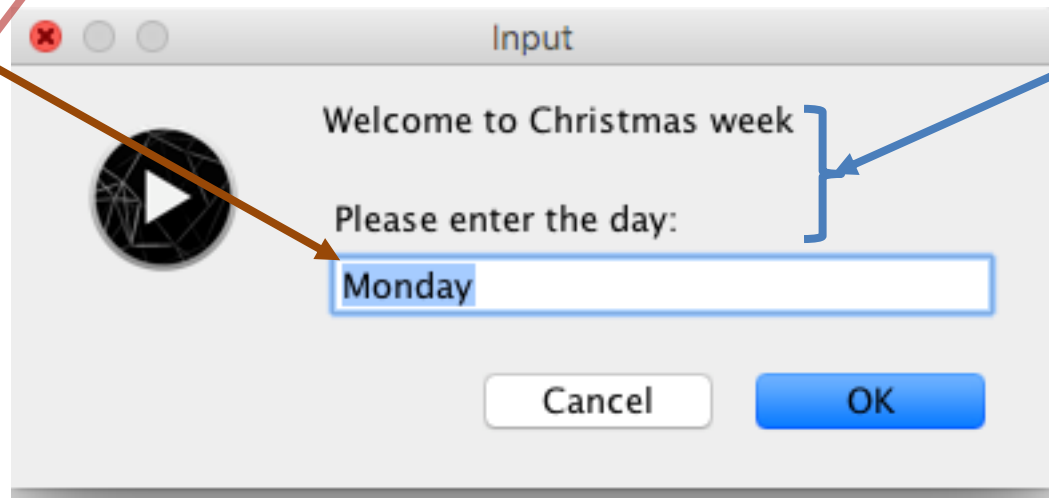 Input
Welcome to Christmas week
Please enter the day:
Monday
Cancel OK